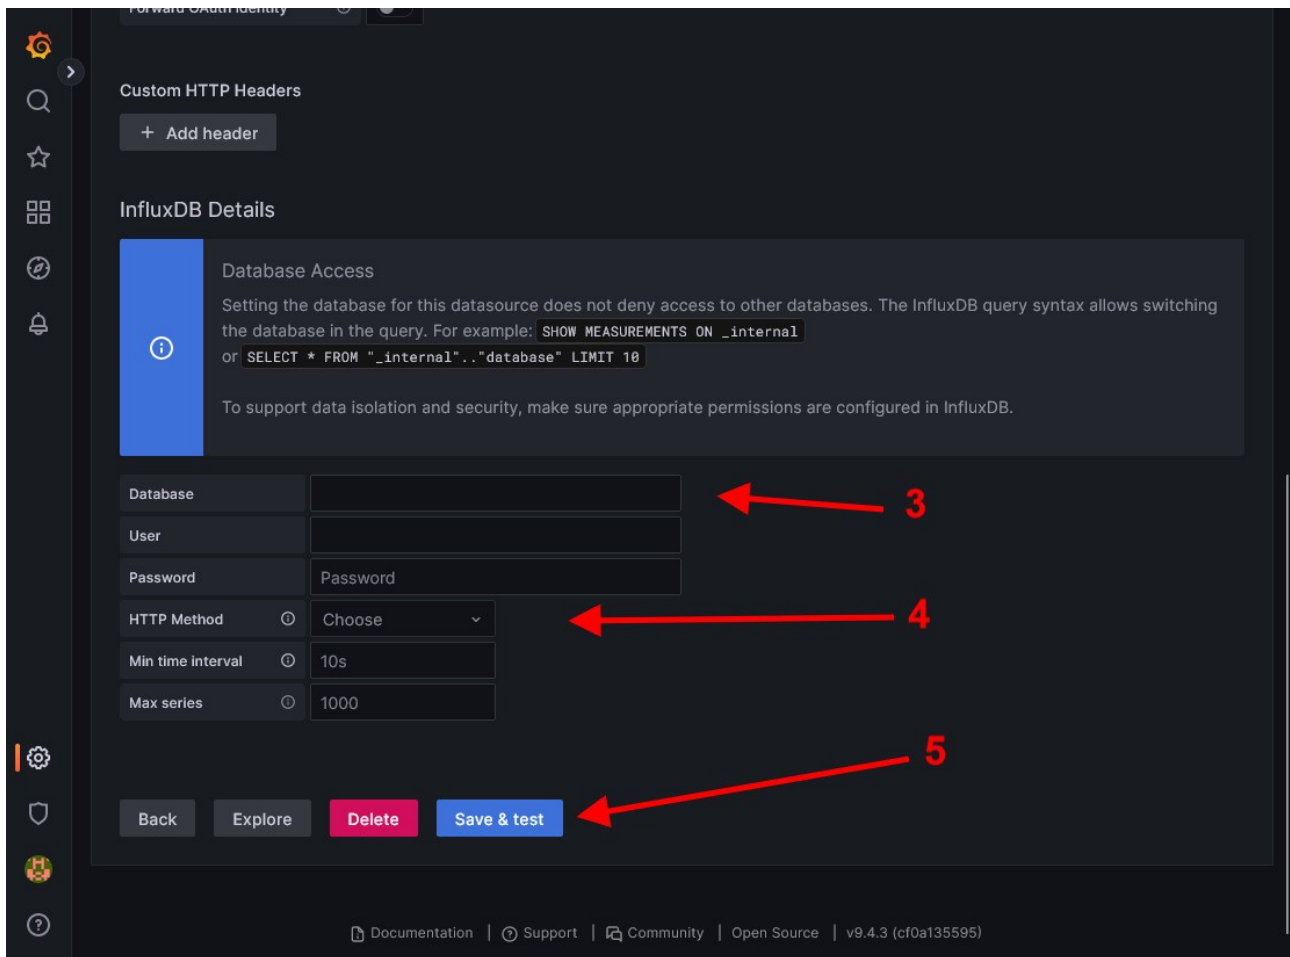 Forward OAuth Identity
Custom HTTP Headers
+ Add header
InfluxDB Details
Database Access
Setting the database for this datasource does not deny access to other databases. The InfluxDB query syntax allows switching
the database in the query. For example: SHOW MEASUREMENTS ON _internal
or SELECT * FROM "_internal".."database" LIMIT 10
To support data isolation and security, make sure appropriate permissions are configured in InfluxDB.
Database 3
User
Password Password
HTTP Method Choose 4
Min time interval 10s
Max series 1000
5
Back Explore Delete Save & test
Documentation | Support | Community | Open Source | v9.4.3 (cf0a135595)